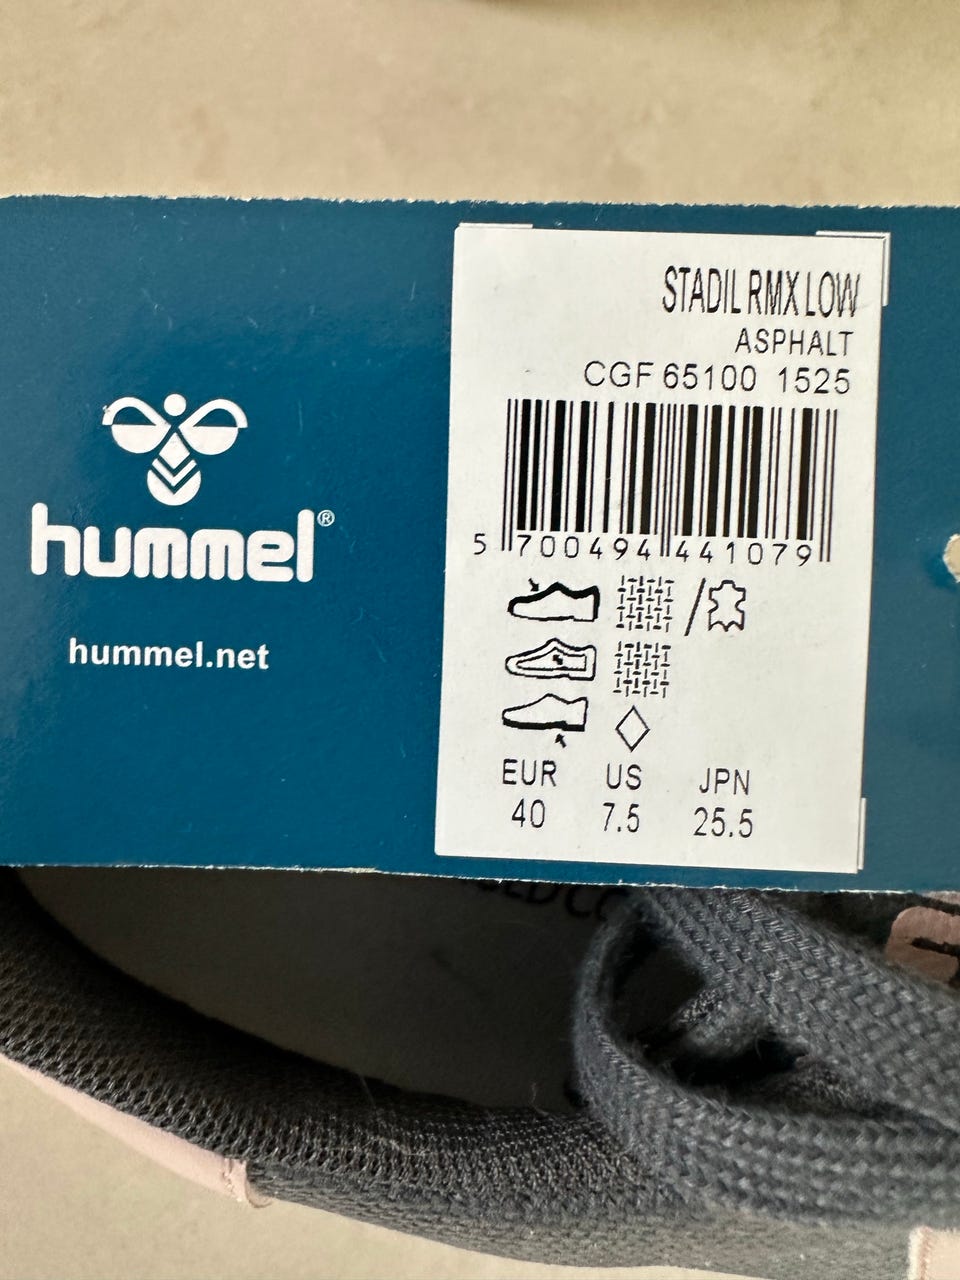 hummel®
hummel.net
STADIL RMX LOW
ASPHALT
CGF 65100 1525
5 700494 441079
EUR US JPN
40 7.5 25.5